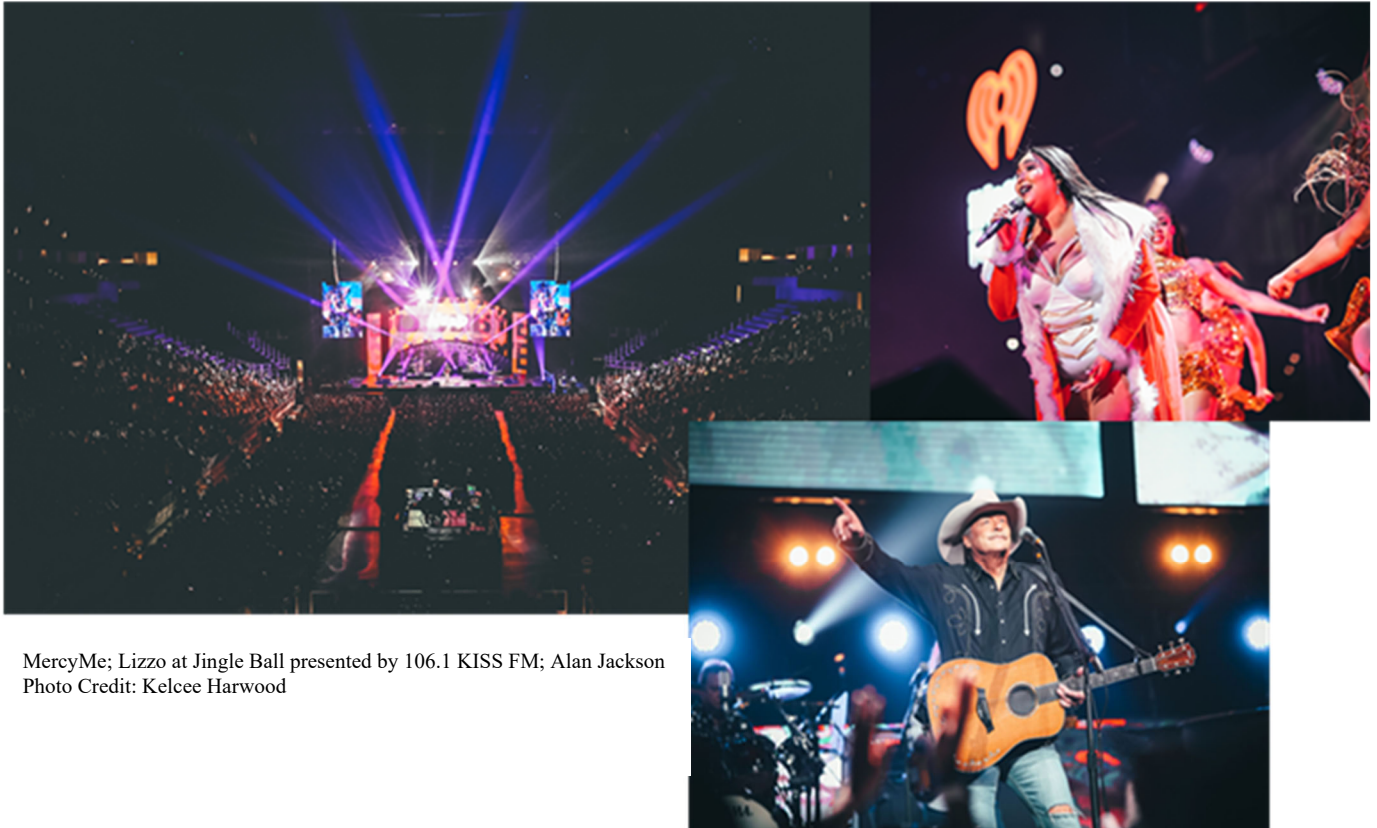 MercyMe; Lizzo at Jingle Ball presented by 106.1 KISS FM; Alan Jackson
Photo Credit: Kelcee Harwood